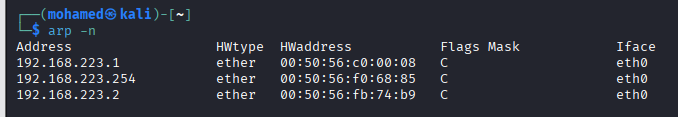 ┌──(mohamed㉿kali)-[~]
└─$ arp -n
Address                  HWtype  HWaddress           Flags Mask            Iface
192.168.223.1            ether   00:50:56:c0:00:08   C                     eth0
192.168.223.254          ether   00:50:56:f0:68:85   C                     eth0
192.168.223.2            ether   00:50:56:fb:74:b9   C                     eth0